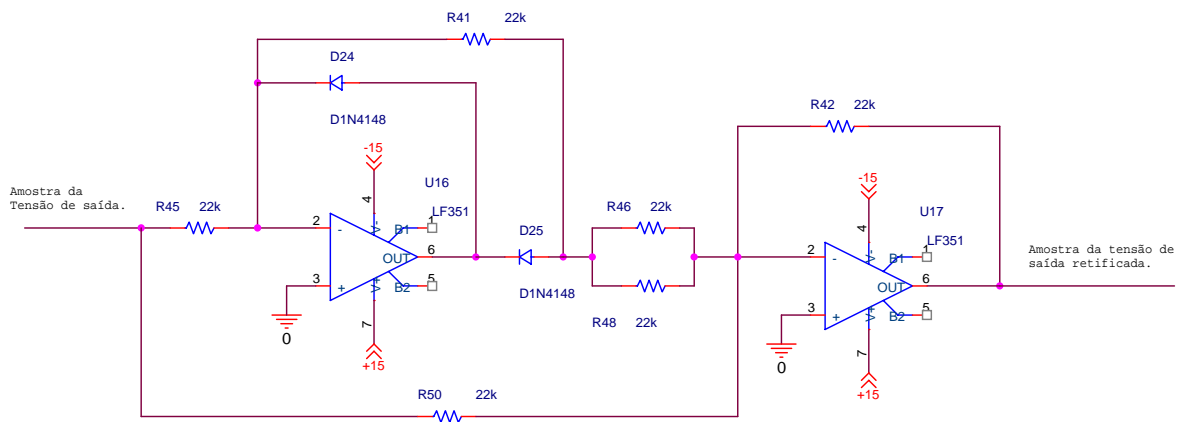 R41 22k
D24
D1N4148
R42 22k
-15
-15
Amostra da
Tensão de saída.
R45 22k
U16
LF351
4
V-
B1
1
2
-
OUT
6
3
+
V+
B2
5
7
0
+15
D25
D1N4148
R46 22k
R48 22k
U17
LF351
4
V-
B1
1
2
-
OUT
6
3
+
V+
B2
5
7
0
+15
Amostra da tensão de
saída retificada.
R50 22k